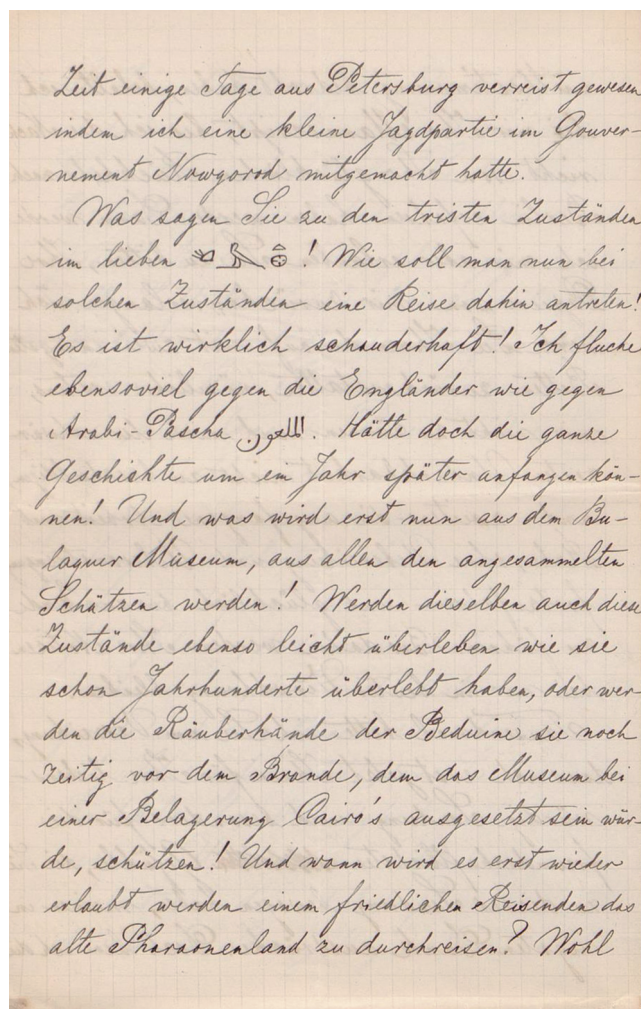 Zeit einige Tage aus Petersburg verreist gewesen
indem ich eine kleine Jagdpartie im Gouver-
nement Nowgorod mitgemacht hatte.
Was sagen Sie zu den tristen Zuständen
im lieben 𓆎𓅓𓏏𓊖! Wie soll man nun bei
solchen Zuständen eine Reise dahin antreten!
Es ist wirklich schauderhaft! Ich fluche
ebensoviel gegen die Engländer wie gegen
Arabi-Pascha الملعون. Hätte doch die ganze
Geschichte um ein Jahr später anfangen kön-
nen! Und was wird erst nun aus dem Bu-
laquer Museum, aus allen den angesammelten
Schätzen werden! Werden dieselben auch diese
Zustände ebenso leicht überleben wie sie
schon Jahrhunderte überlebt haben, oder wer-
den die Räuberhände der Beduine sie noch
zeitig vor dem Brande, dem das Museum bei
einer Belagerung Cairo's ausgesetzt sein wür-
de, schützen! Und wann wird es erst wieder
erlaubt werden einem friedlichen Reisenden das
alte Pharaonenland zu durchreisen? Wohl